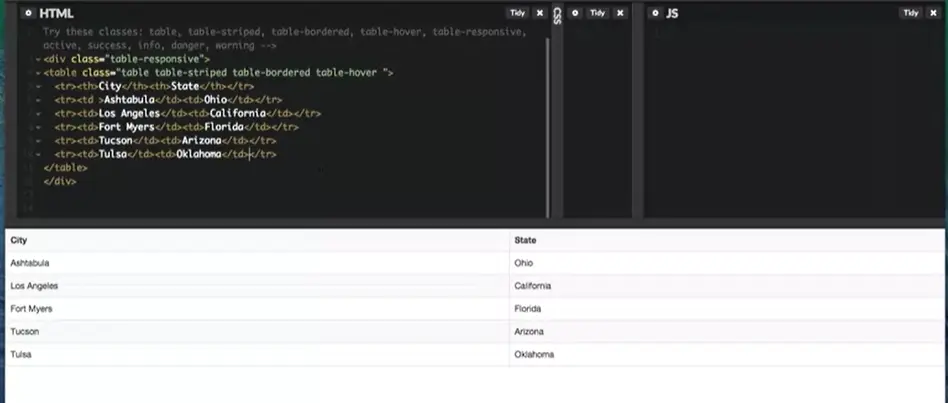 HTML
Tidy
CSS
Tidy
JS
Tidy
Try these classes: table, table-striped, table-bordered, table-hover, table-responsive,
active, success, info, danger, warning -->
<div class="table-responsive">
<table class="table table-striped table-bordered table-hover ">
<tr><th>City</th><th>State</th></tr>
<tr><td >Ashtabula</td><td>Ohio</td></tr>
<tr><td>Los Angeles</td><td>California</td></tr>
<tr><td>Fort Myers</td><td>Florida</td></tr>
<tr><td>Tucson</td><td>Arizona</td></tr>
<tr><td>Tulsa</td><td>Oklahoma</td></tr>
</table>
</div>
City State
Ashtabula Ohio
Los Angeles California
Fort Myers Florida
Tucson Arizona
Tulsa Oklahoma